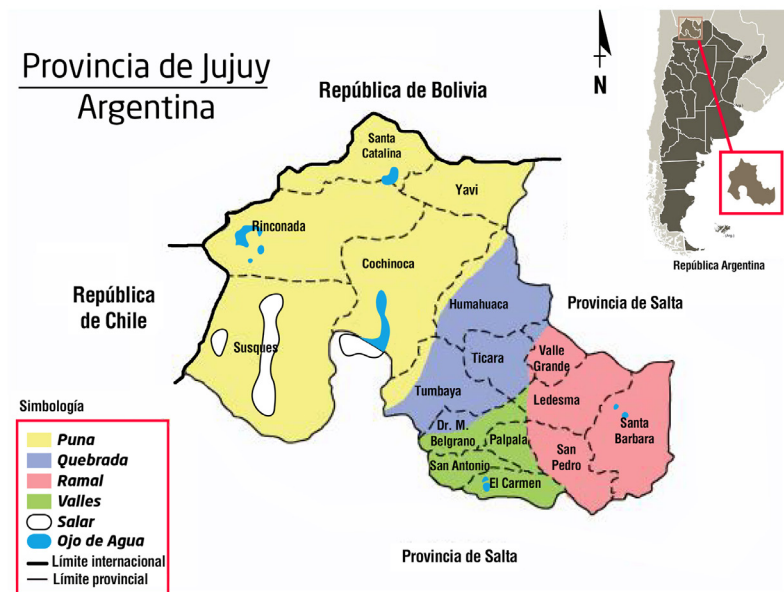 Provincia de Jujuy
Argentina
N
República de Bolivia
Santa
Catalina
Yavi
Rinconada
Cochinoca
República
de Chile
Susques
Humahuaca
Provincia de Salta
República Argentina
Ticara
Valle
Grande
Tumbaya
Ledesma
Dr. M.
Belgrano
Palpala
Santa
Barbara
San
Pedro
San Antonio
El Carmen
Provincia de Salta
Simbología
Puna
Quebrada
Ramal
Valles
Salar
Ojo de Agua
Límite internacional
Límite provincial